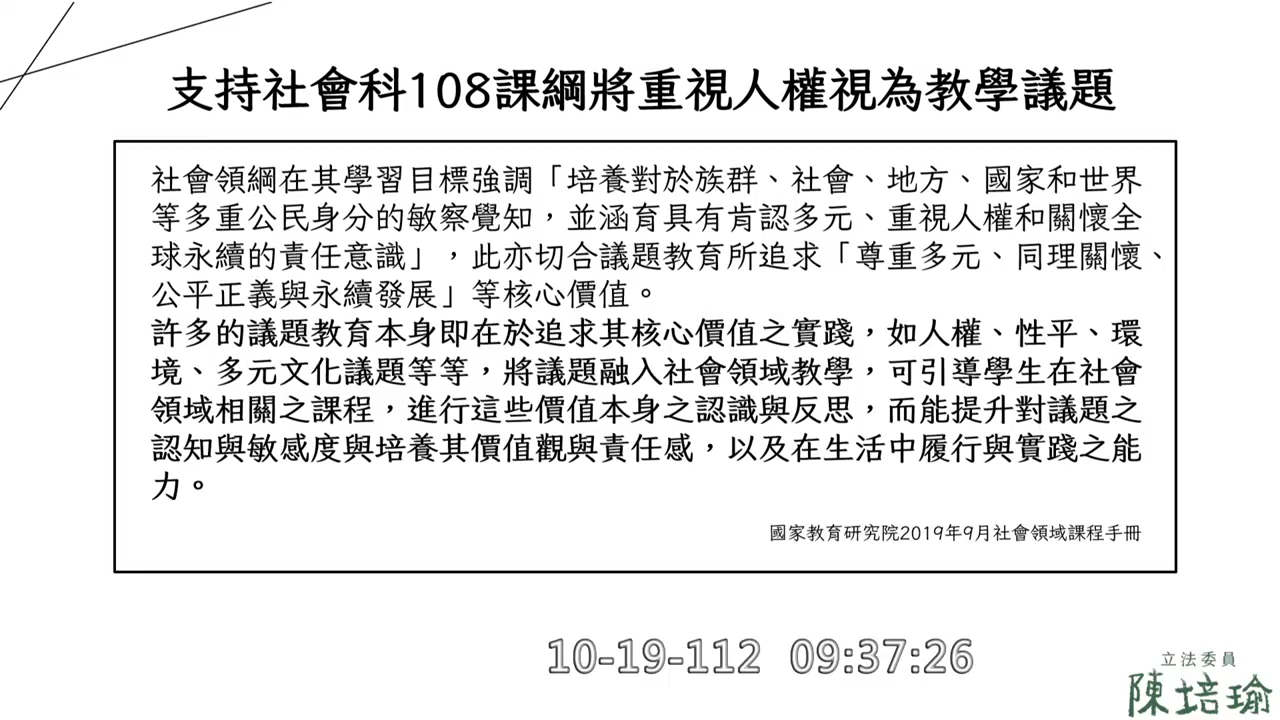 支持社會科108課綱將重視人權視為教學議題
社會領綱在其學習目標強調「培養對於族群、社會、地方、國家和世界
等多重公民身分的敏察覺知，並涵育具有肯認多元、重視人權和關懷全
球永續的責任意識」，此亦切合議題教育所追求「尊重多元、同理關懷、
公平正義與永續發展」等核心價值。
許多的議題教育本身即在於追求其核心價值之實踐，如人權、性平、環
境、多元文化議題等等，將議題融入社會領域教學，可引導學生在社會
領域相關之課程，進行這些價值本身之認識與反思，而能提升對議題之
認知與敏感度與培養其價值觀與責任感，以及在生活中履行與實踐之能
力。
國家教育研究院2019年9月社會領域課程手冊
10-19-112 09:37:26
立法委員
陳培瑜